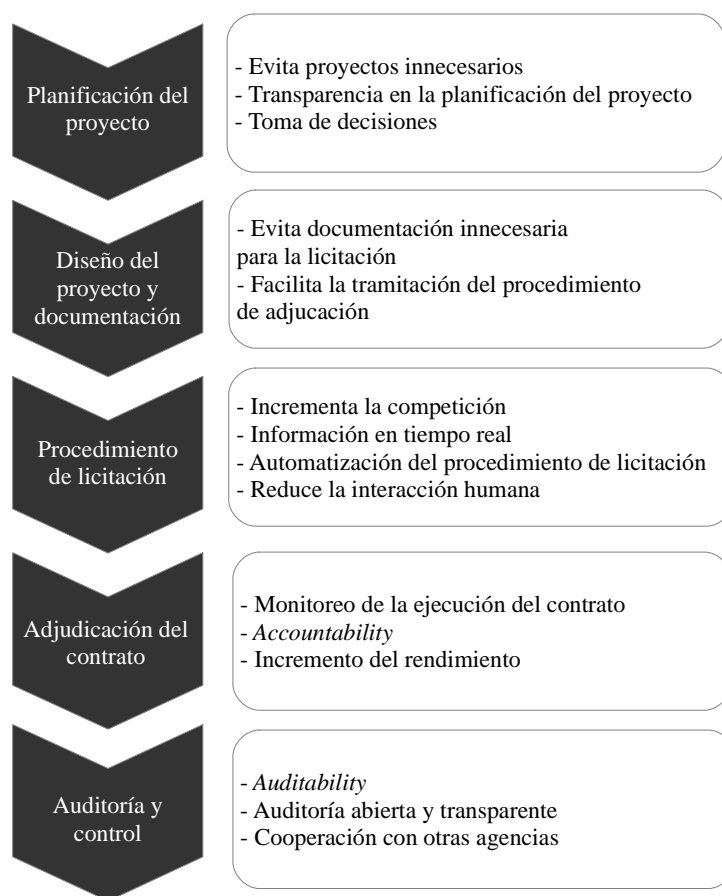 Planificación del
proyecto
- Evita proyectos innecesarios
- Transparencia en la planificación del proyecto
- Toma de decisiones
Diseño del
proyecto y
documentación
- Evita documentación innecesaria
para la licitación
- Facilita la tramitación del procedimiento
de adjucación
Procedimiento
de licitación
- Incrementa la competición
- Información en tiempo real
- Automatización del procedimiento de licitación
- Reduce la interacción humana
Adjudicación del
contrato
- Monitoreo de la ejecución del contrato
- Accountability
- Incremento del rendimiento
Auditoría y
control
- Auditability
- Auditoría abierta y transparente
- Cooperación con otras agencias